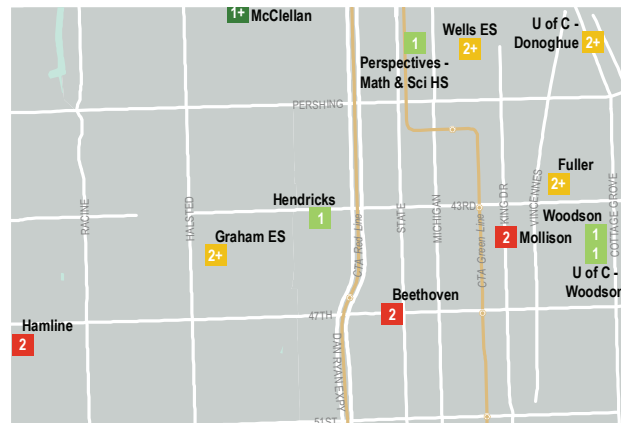 1+
McClellan
1
Wells ES
2+
U of C -
Donoghue
2+
Perspectives -
Math & Sci HS
PERSHING
Fuller
2+
Hendricks
1
43RD
RACINE
HALSTED
CTA Red Line
STATE
MICHIGAN
CTA Green Line
KING DR
VINCENNES
COTTAGE GROVE
Woodson
1
1
U of C -
Woodson
2
Mollison
Graham ES
2+
Beethoven
2
47TH
Hamline
2
DAN RYAN EXPY
51ST